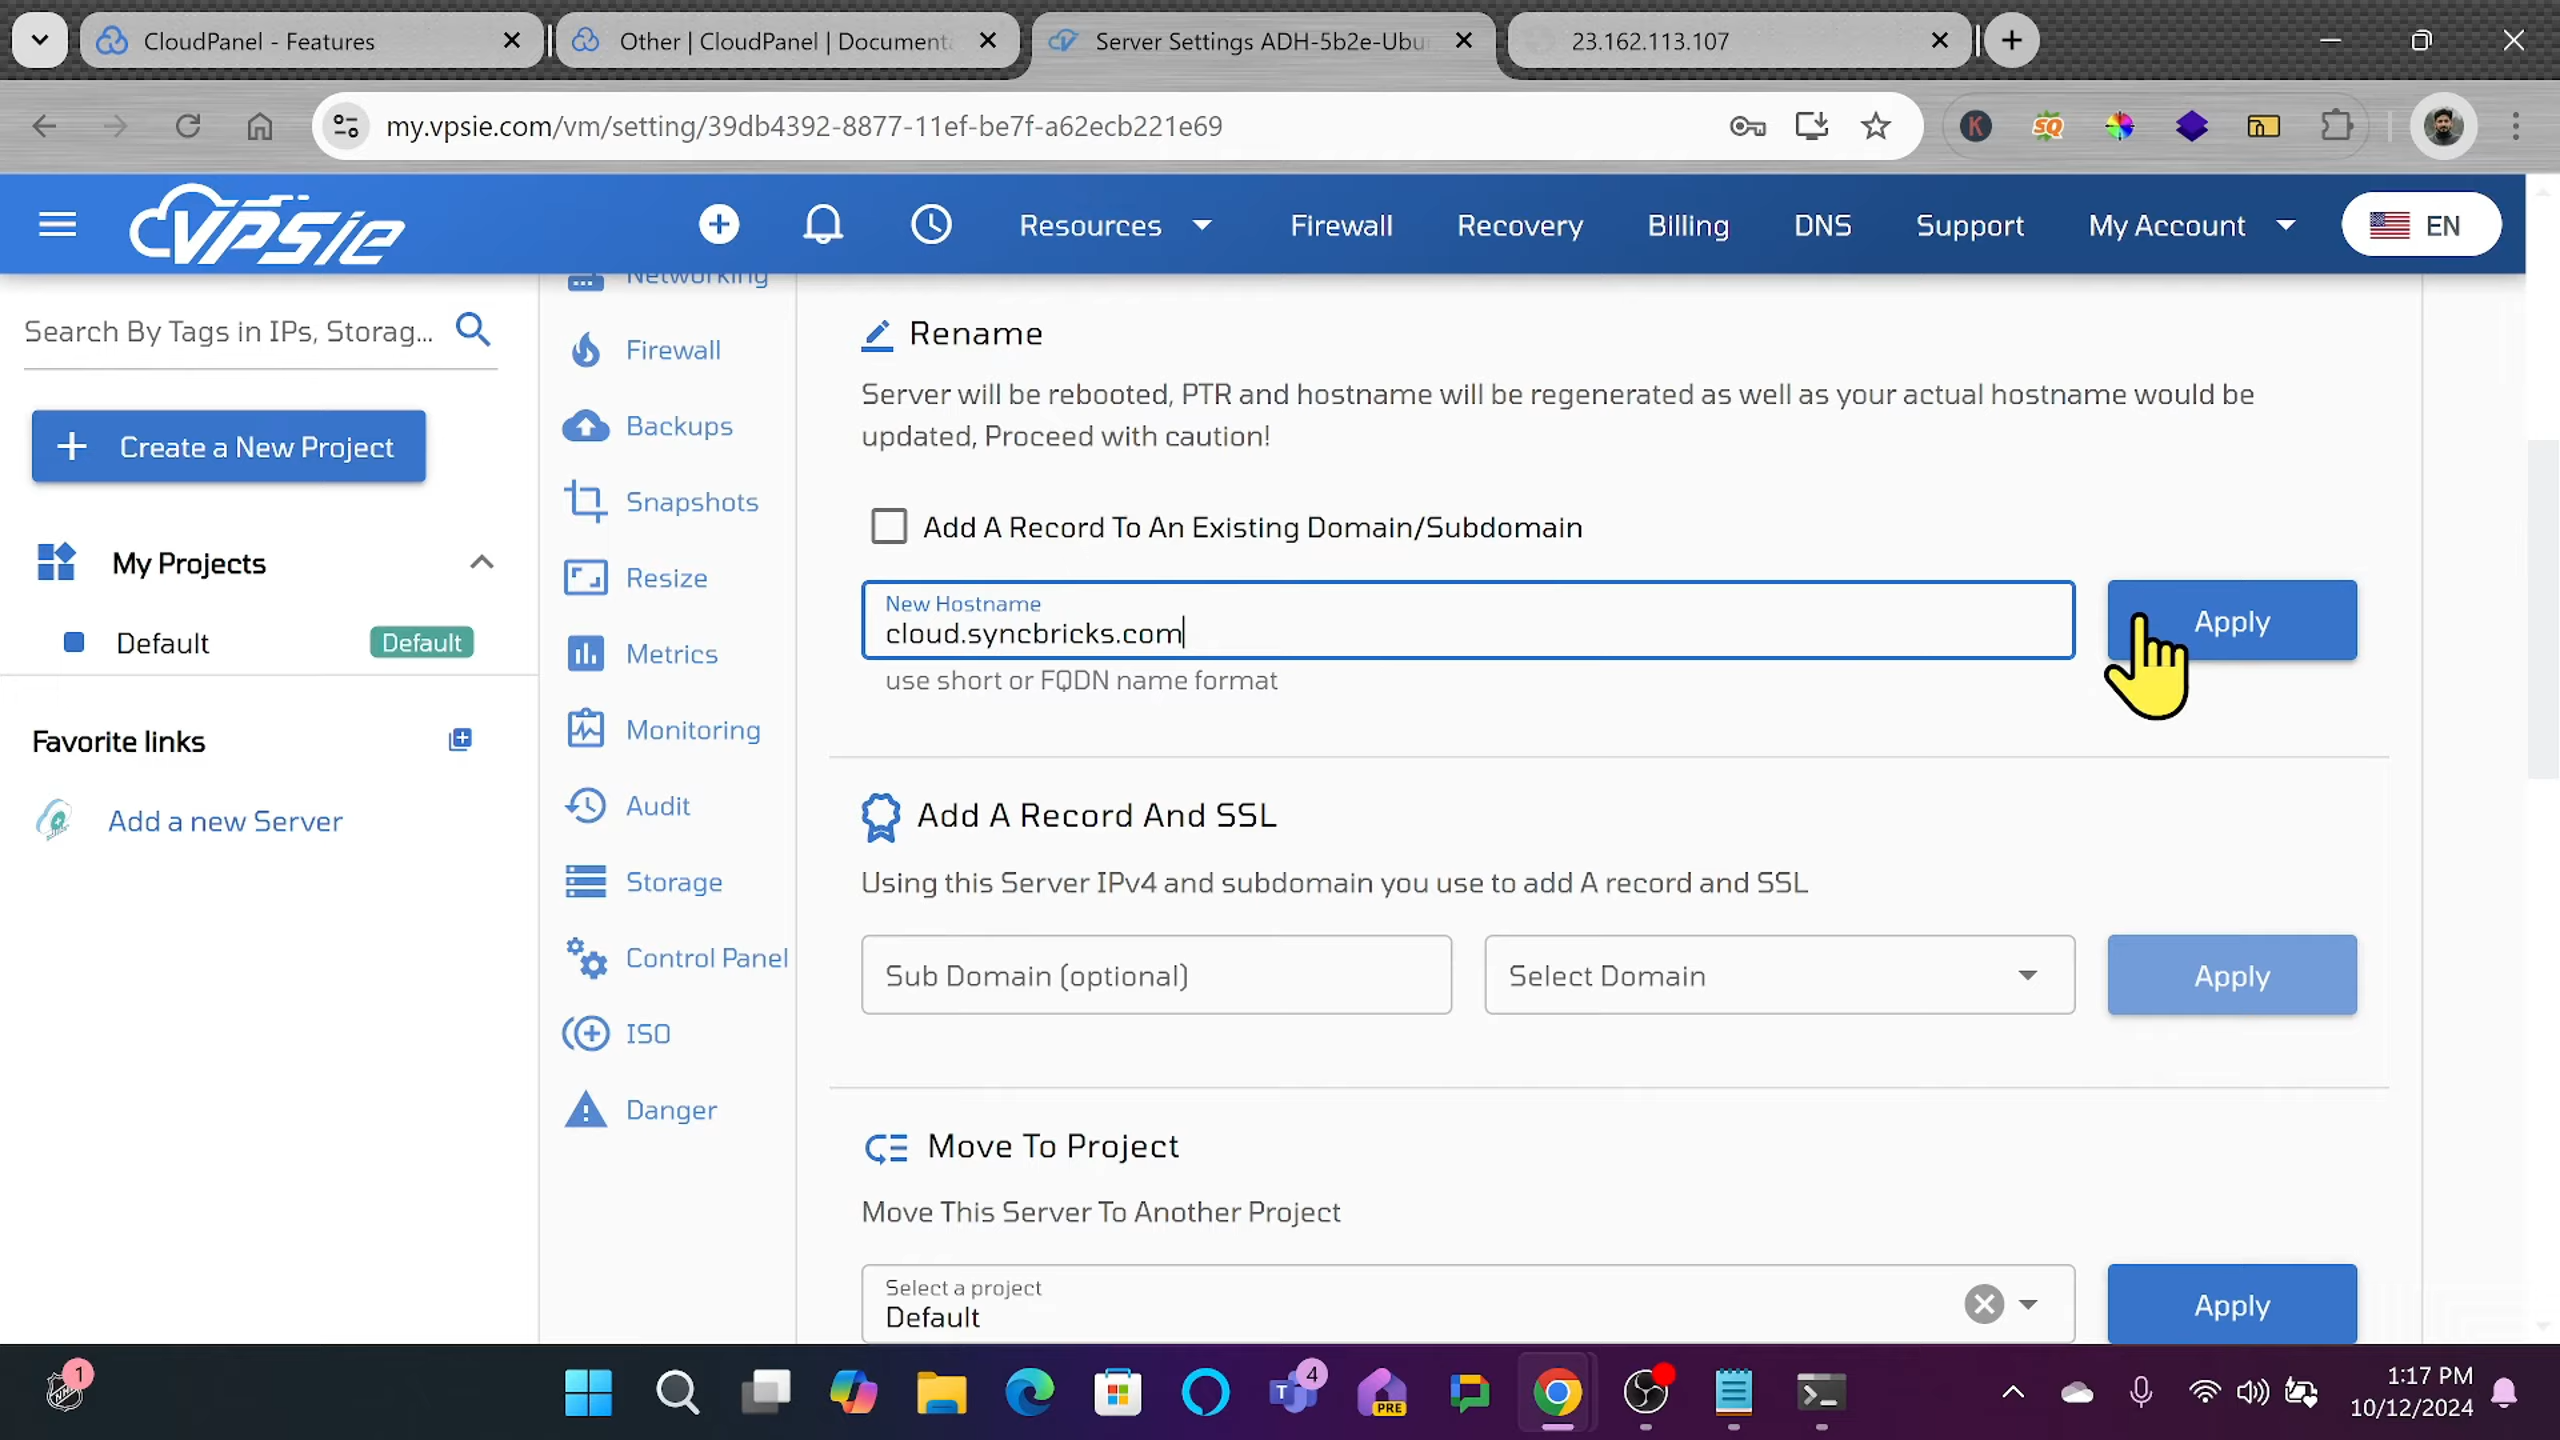 CloudPanel - Features
Other | CloudPanel | Document
Server Settings ADH-5b2e-Ubu
23.162.113.107
my.vpsie.com/vm/setting/39db4392-8877-11ef-be7f-a62ecb221e69
K
SQ
VPSie
Resources
Firewall
Recovery
Billing
DNS
Support
My Account
EN
Search By Tags in IPs, Storag...
Create a New Project
My Projects
Default
Default
Favorite links
Add a new Server
Networking
Firewall
Backups
Snapshots
Resize
Metrics
Monitoring
Audit
Storage
Control Panel
ISO
Danger
Rename
Server will be rebooted, PTR and hostname will be regenerated as well as your actual hostname would be
updated, Proceed with caution!
Add A Record To An Existing Domain/Subdomain
New Hostname
cloud.syncbricks.com
Apply
use short or FQDN name format
Add A Record And SSL
Using this Server IPv4 and subdomain you use to add A record and SSL
Sub Domain (optional)
Select Domain
Apply
Move To Project
Move This Server To Another Project
Select a project
Default
Apply
1
4
PRE
1:17 PM
10/12/2024